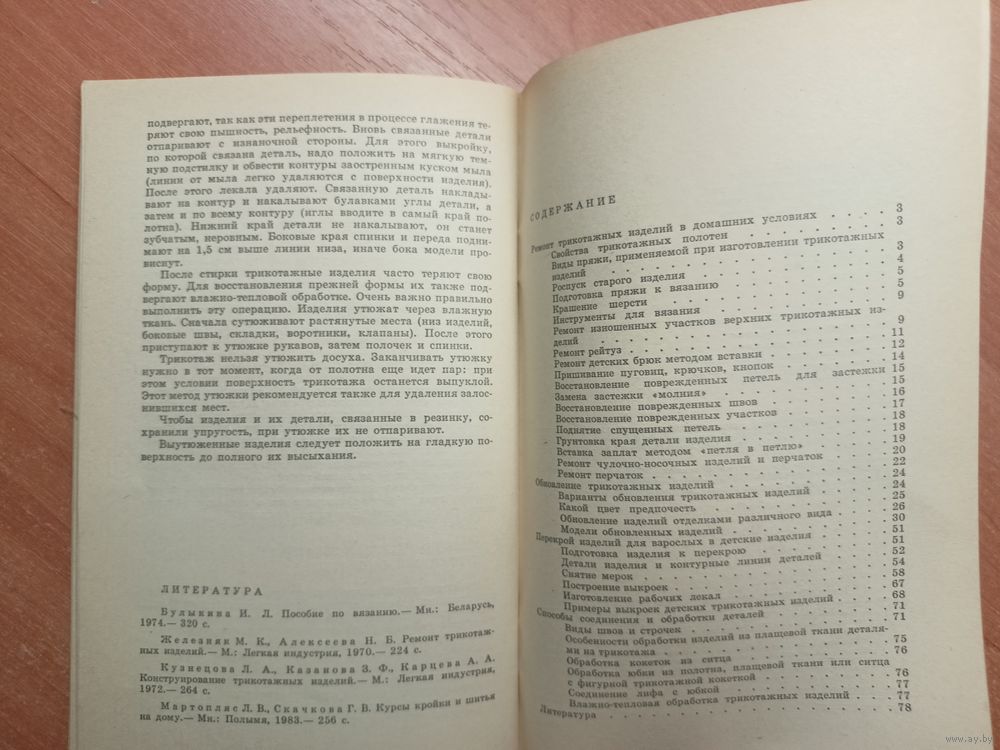 подвергают, так как эти переплетения в процессе глажения те-
ряют свою пышность, рельефность. Вновь связанные детали
отпаривают с изнаночной стороны. Для этого выкройку,
по которой связана деталь, надо положить на мягкую тем-
ную подстилку и обвести контуры заостренным куском мыла
(линии от мыла легко удаляются с поверхности изделия).
После этого лекала удаляют. Связанную деталь наклады-
вают на контур и накалывают булавками углы детали, а
затем и по всему контуру (иглы вводите в самый край по-
лотна). Нижний край детали не накалывают, он станет
зубчатым, неровным. Боковые края спинки и переда подни-
мают на 1,5 см выше линии низа, иначе бока модели про-
виснут.
После стирки трикотажные изделия часто теряют свою
форму. Для восстановления прежней формы их также под-
вергают влажно-тепловой обработке. Очень важно правильно
выполнить эту операцию. Изделия утюжат через влажную
ткань. Сначала сутюживают растянутые места (низ изделий,
боковые швы, складки, воротники, клапаны). После этого
приступают к утюжке рукавов, затем полочек и спинки.
Трикотаж нельзя утюжить досуха. Заканчивать утюжку
нужно в тот момент, когда от полотна еще идет пар: при
этом условии поверхность трикотажа останется выпуклой.
Этот метод утюжки рекомендуется также для удаления залос-
нившихся мест.
Чтобы изделия и их детали, связанные в резинку, со-
хранили упругость, при утюжке их не отпаривают.
Выутюженные изделия следует положить на гладкую по-
верхность до полного их высыхания.
ЛИТЕРАТУРА
Булыкина И. Л. Пособие по вязанию.— Мн.: Беларусь,
1974.— 320 с.
Железняк М. К., Алексеева Н. Б. Ремонт трикотаж-
ных изделий.— М.: Легкая индустрия, 1970.— 224 с.
Кузнецова Л. А., Казанова З. Ф., Карцева А. А.
Конструирование трикотажных изделий.— М.: Легкая индустрия,
1972.— 264 с.
Мартопляс Л. В., Скачкова Г. В. Курсы кройки и шитья
на дому.— Мн.: Полымя, 1983.— 256 с.
СОДЕРЖАНИЕ
Ремонт трикотажных изделий в домашних условиях . . . . 3
Свойства трикотажных полотен . . . . 3
Виды пряжи, применяемой при изготовлении трикотажных
изделий . . . . 3
Роспуск старого изделия . . . . 4
Подготовка пряжи к вязанию . . . . 5
Крашение шерсти . . . . 5
Инструменты для вязания . . . . 9
Ремонт изношенных участков верхних трикотажных из-
делий . . . . 9
Ремонт рейтуз . . . . 11
Ремонт детских брюк методом вставки . . . . 12
Пришивание пуговиц, крючков, кнопок . . . . 14
Восстановление поврежденных петель для застежки 15
Замена застежки «молния» . . . . 15
Восстановление поврежденных швов . . . . 16
Восстановление поврежденных участков . . . . 17
Поднятие спущенных петель . . . . 18
Грунтовка края детали изделия . . . . 18
Вставка заплат методом «петля в петлю» . . . . 19
Ремонт чулочно-носочных изделий и перчаток . . . . 20
Ремонт перчаток . . . . 22
Обновление трикотажных изделий . . . . 24
Варианты обновления трикотажных изделий . . . . 24
Какой цвет предпочесть . . . . 25
Обновление изделий отделками различного вида . . . . 26
Модели обновленных изделий . . . . 30
Перекрой изделий для взрослых в детские изделия . . . . 51
Подготовка изделия к перекрою . . . . 51
Детали изделия и контурные линии деталей . . . . 52
Снятие мерок . . . . 54
Построение выкроек . . . . 58
Изготовление рабочих лекал . . . . 67
Примеры выкроек детских трикотажных изделий . . . . 68
Способы соединения и обработки деталей . . . . 71
Виды швов и строчек . . . . 71
Особенности обработки изделий из плащевой ткани деталя-
ми из трикотажа . . . . 75
Обработка кокеток из ситца . . . . 76
Обработка юбки из полотна, плащевой ткани или ситца
с фигурной трикотажной кокеткой . . . . 76
Соединение лифа с юбкой . . . . 77
Влажно-тепловая обработка трикотажных изделий . . . . 77
Литература . . . . 78
www.ay.by